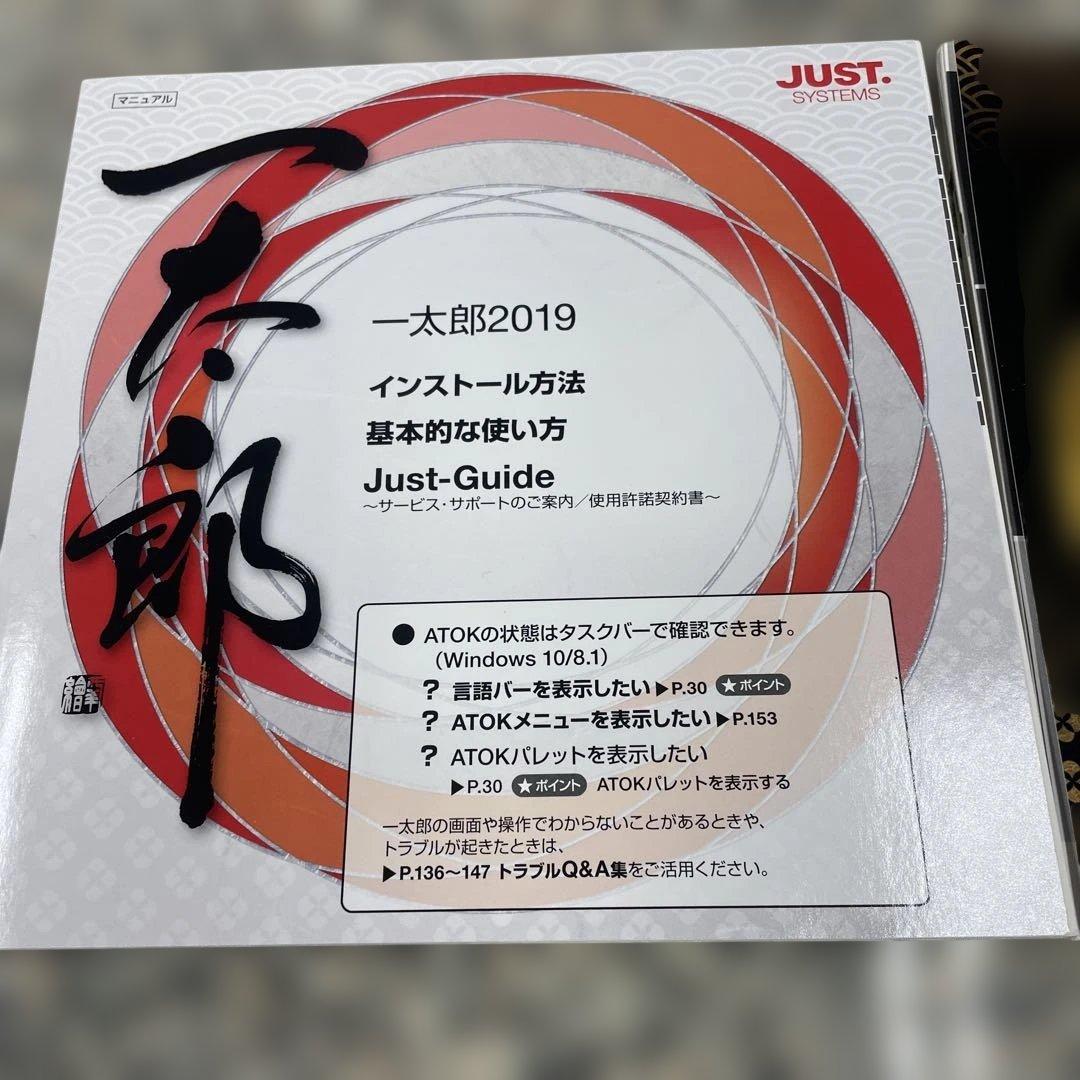 マニュアル
JUST.
SYSTEMS
一太郎
一太郎2019
インストール方法
基本的な使い方
Just-Guide
～サービス・サポートのご案内／使用許諾契約書～
● ATOKの状態はタスクバーで確認できます。
(Windows 10/8.1)
? 言語バーを表示したい ▶P.30 ★ポイント
? ATOKメニューを表示したい ▶P.153
? ATOKパレットを表示したい
▶P.30 ★ポイント ATOKパレットを表示する
一太郎の画面や操作でわからないことがあるときや、
トラブルが起きたときは、
▶P.136～147 トラブルQ&A集をご活用ください。